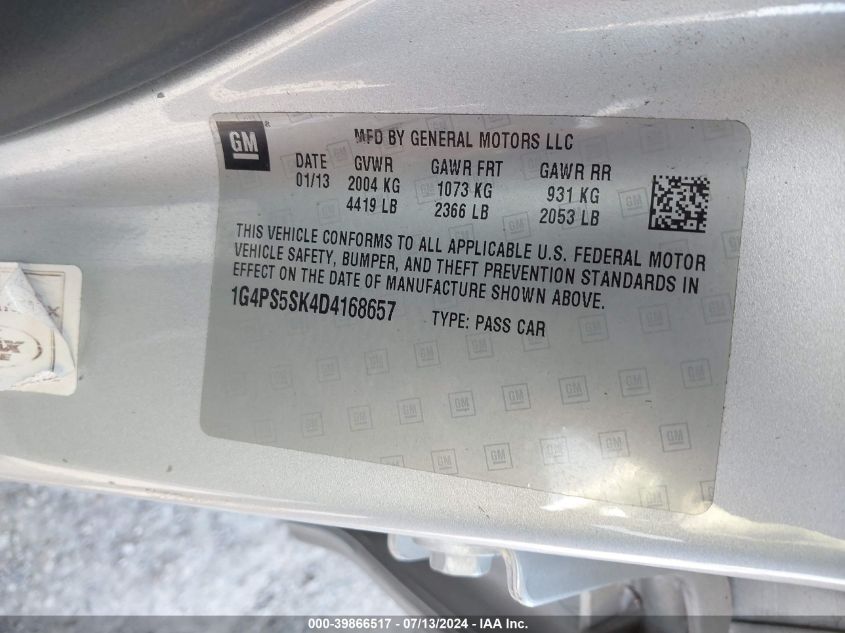 GM
MFD BY GENERAL MOTORS LLC
DATE GVWR GAWR FRT GAWR RR
01/13 2004 KG 1073 KG 931 KG
4419 LB 2366 LB 2053 LB
THIS VEHICLE CONFORMS TO ALL APPLICABLE U.S. FEDERAL MOTOR
VEHICLE SAFETY, BUMPER, AND THEFT PREVENTION STANDARDS IN
EFFECT ON THE DATE OF MANUFACTURE SHOWN ABOVE.
1G4PS5SK4D4168657 TYPE: PASS CAR
000-39866517 / 07/13/2024 - IAA Inc.